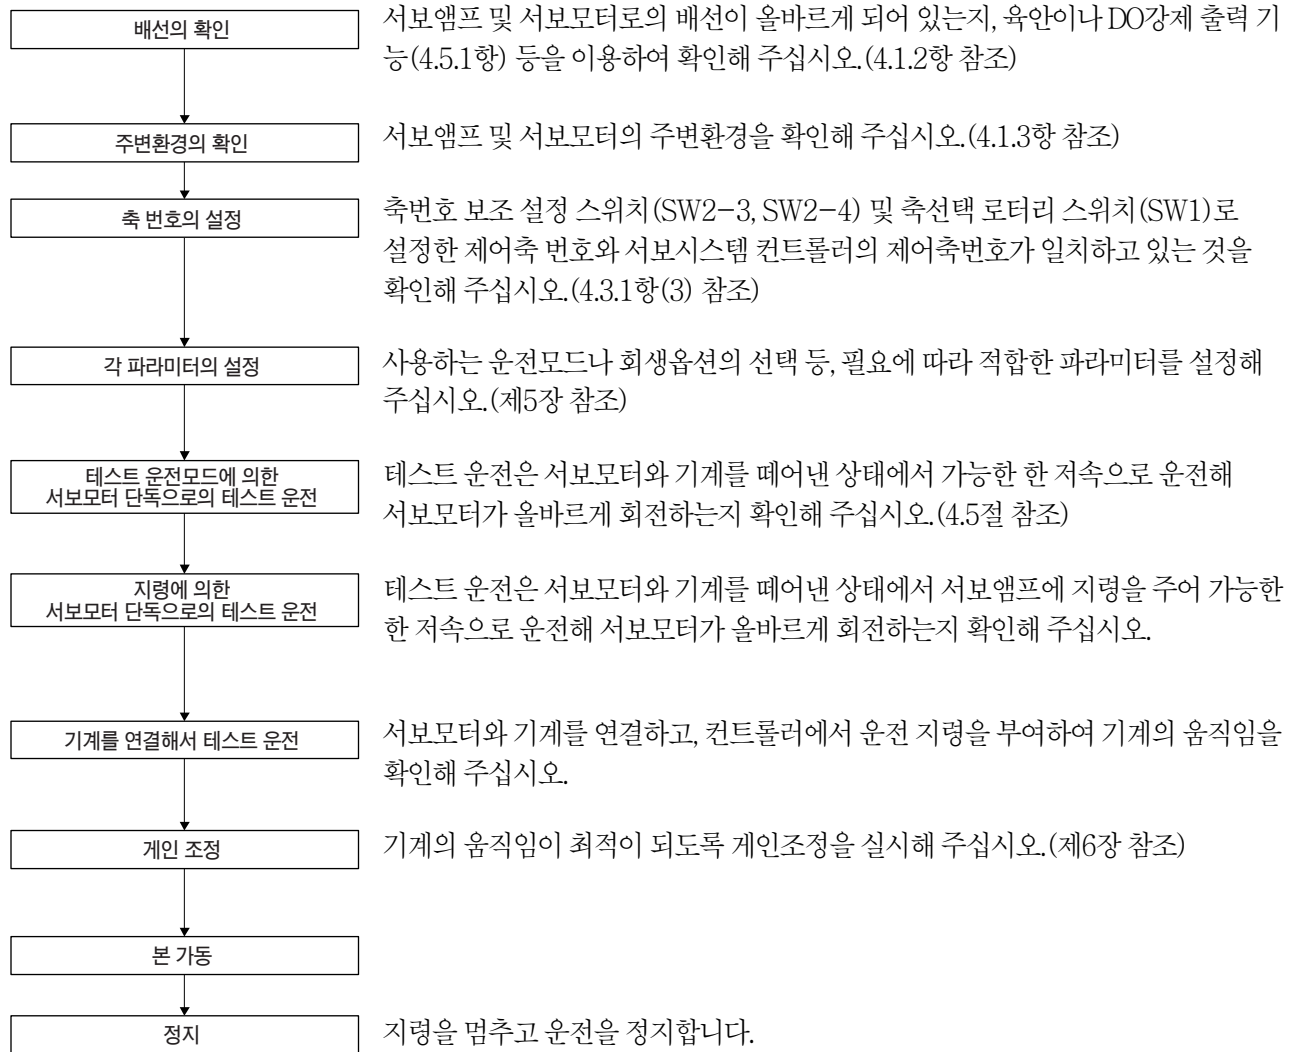 배선의 확인
서보앰프 및 서보모터로의 배선이 올바르게 되어 있는지, 육안이나 DO강제 출력 기
능(4.5.1항) 등을 이용하여 확인해 주십시오.(4.1.2항 참조)
주변환경의 확인
서보앰프 및 서보모터의 주변환경을 확인해 주십시오.(4.1.3항 참조)
축 번호의 설정
축번호 보조 설정 스위치(SW2-3, SW2-4) 및 축선택 로터리 스위치(SW1)로
설정한 제어축 번호와 서보시스템 컨트롤러의 제어축번호가 일치하고 있는 것을
확인해 주십시오.(4.3.1항(3) 참조)
각 파라미터의 설정
사용하는 운전모드나 회생옵션의 선택 등, 필요에 따라 적합한 파라미터를 설정해
주십시오.(제5장 참조)
테스트 운전모드에 의한
서보모터 단독으로의 테스트 운전
테스트 운전은 서보모터와 기계를 떼어낸 상태에서 가능한 한 저속으로 운전해
서보모터가 올바르게 회전하는지 확인해 주십시오.(4.5절 참조)
지령에 의한
서보모터 단독으로의 테스트 운전
테스트 운전은 서보모터와 기계를 떼어낸 상태에서 서보앰프에 지령을 주어 가능한
한 저속으로 운전해 서보모터가 올바르게 회전하는지 확인해 주십시오.
기계를 연결해서 테스트 운전
서보모터와 기계를 연결하고, 컨트롤러에서 운전 지령을 부여하여 기계의 움직임을
확인해 주십시오.
게인 조정
기계의 움직임이 최적이 되도록 게인조정을 실시해 주십시오.(제6장 참조)
본 가동
정지
지령을 멈추고 운전을 정지합니다.